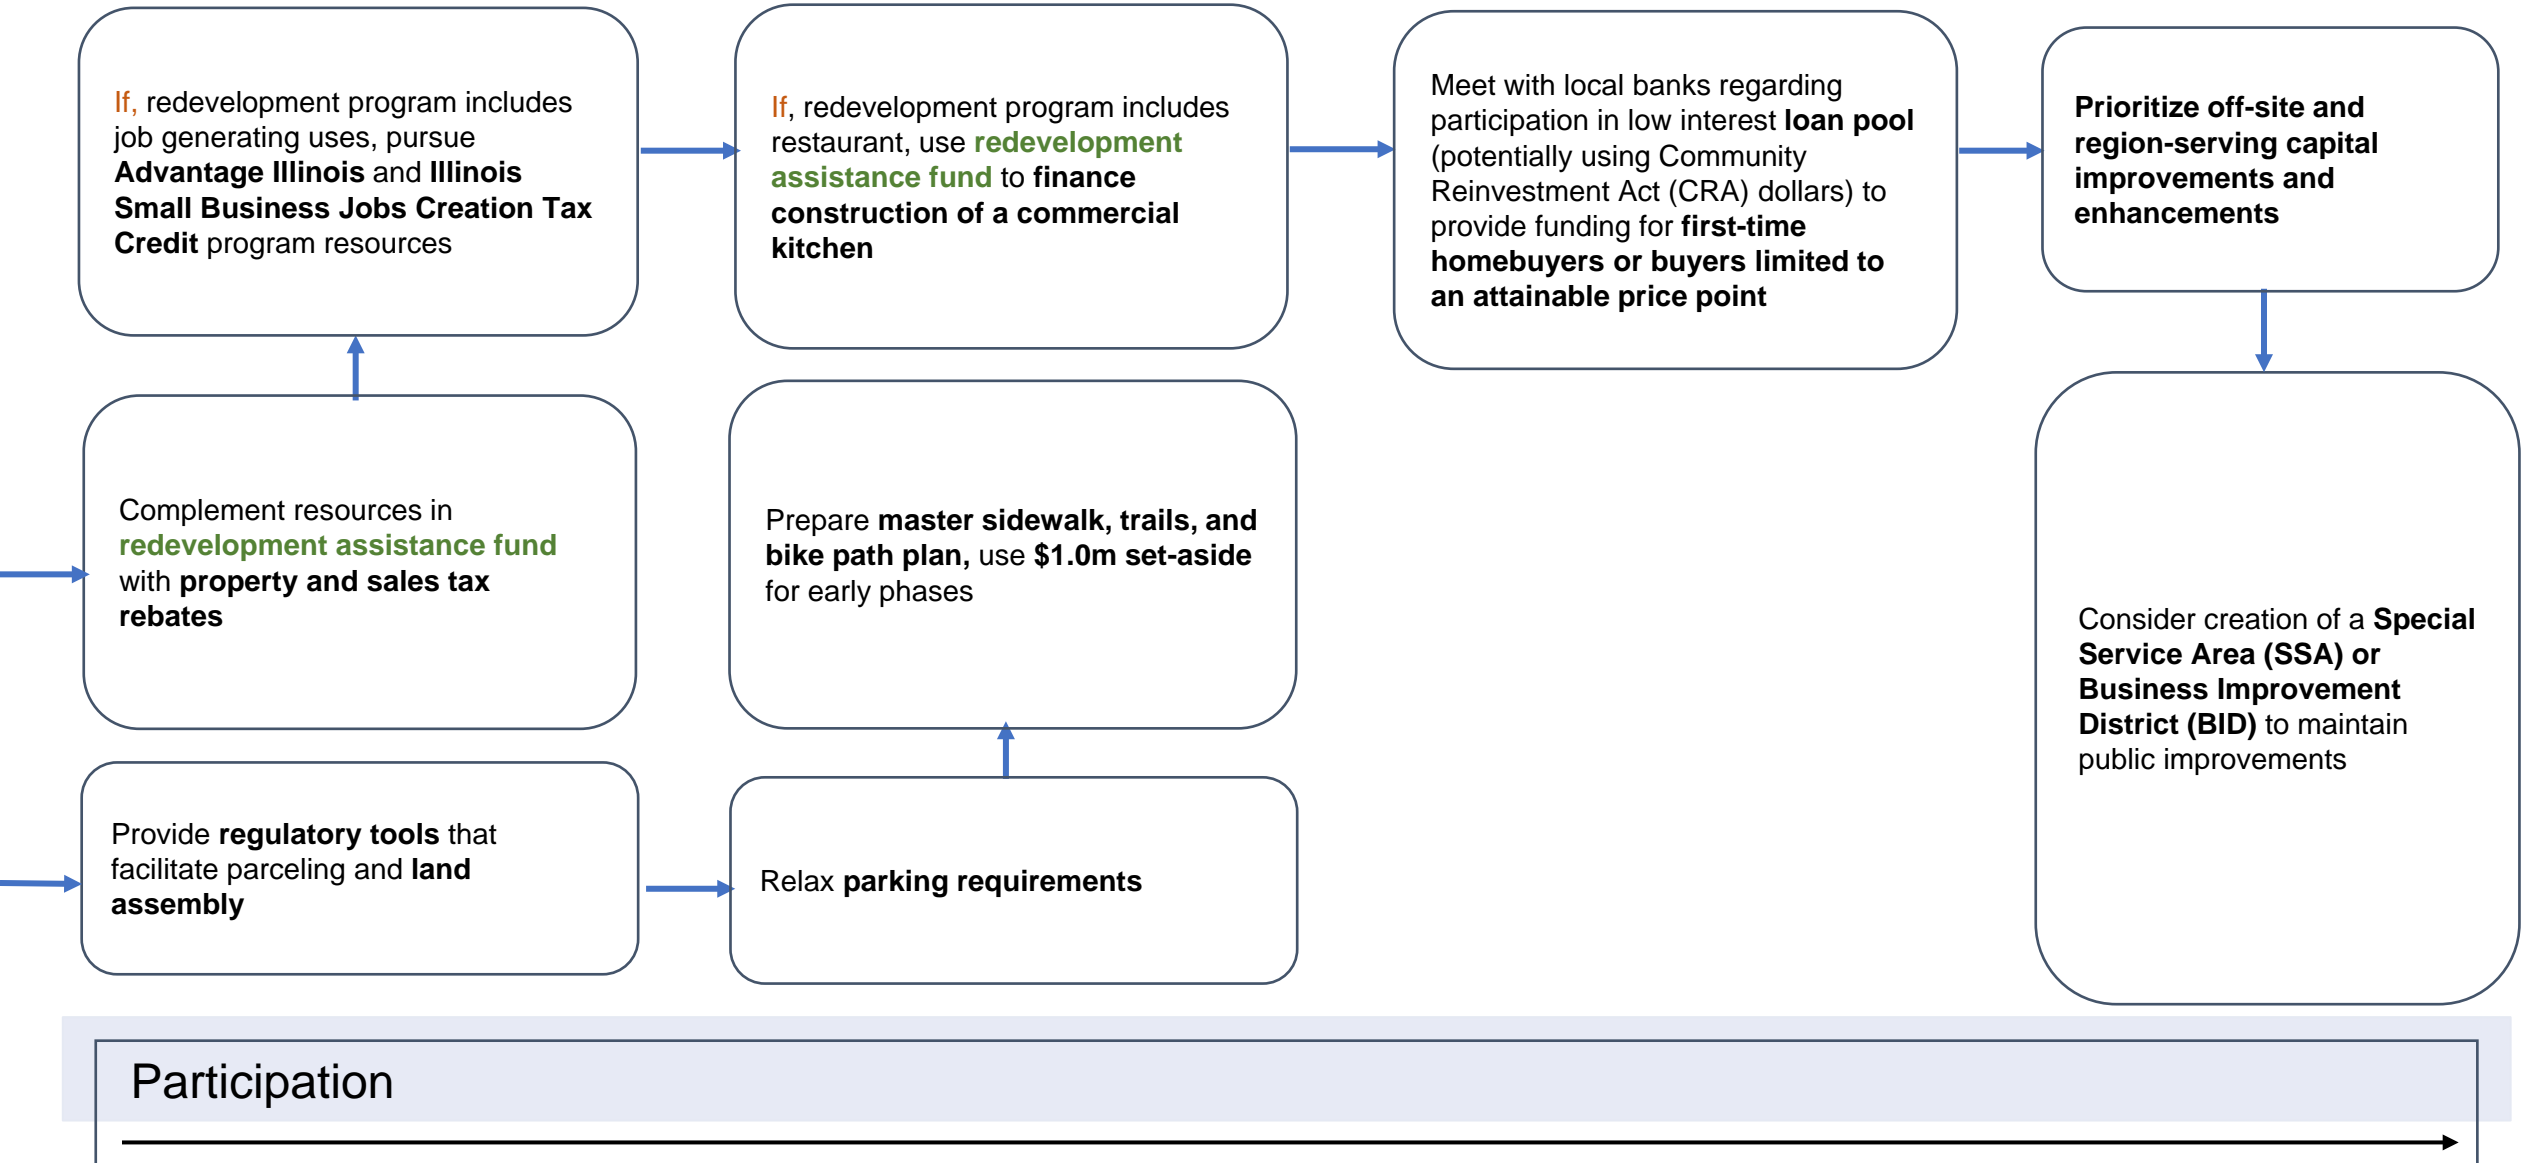 If, redevelopment program includes
job generating uses, pursue
Advantage Illinois and Illinois
Small Business Jobs Creation Tax
Credit program resources
If, redevelopment program includes
restaurant, use redevelopment
assistance fund to finance
construction of a commercial
kitchen
Meet with local banks regarding
participation in low interest loan pool
(potentially using Community
Reinvestment Act (CRA) dollars) to
provide funding for first-time
homebuyers or buyers limited to
an attainable price point
Prioritize off-site and
region-serving capital
improvements and
enhancements
Complement resources in
redevelopment assistance fund
with property and sales tax
rebates
Prepare master sidewalk, trails, and
bike path plan, use $1.0m set-aside
for early phases
Consider creation of a Special
Service Area (SSA) or
Business Improvement
District (BID) to maintain
public improvements
Provide regulatory tools that
facilitate parceling and land
assembly
Relax parking requirements
Participation